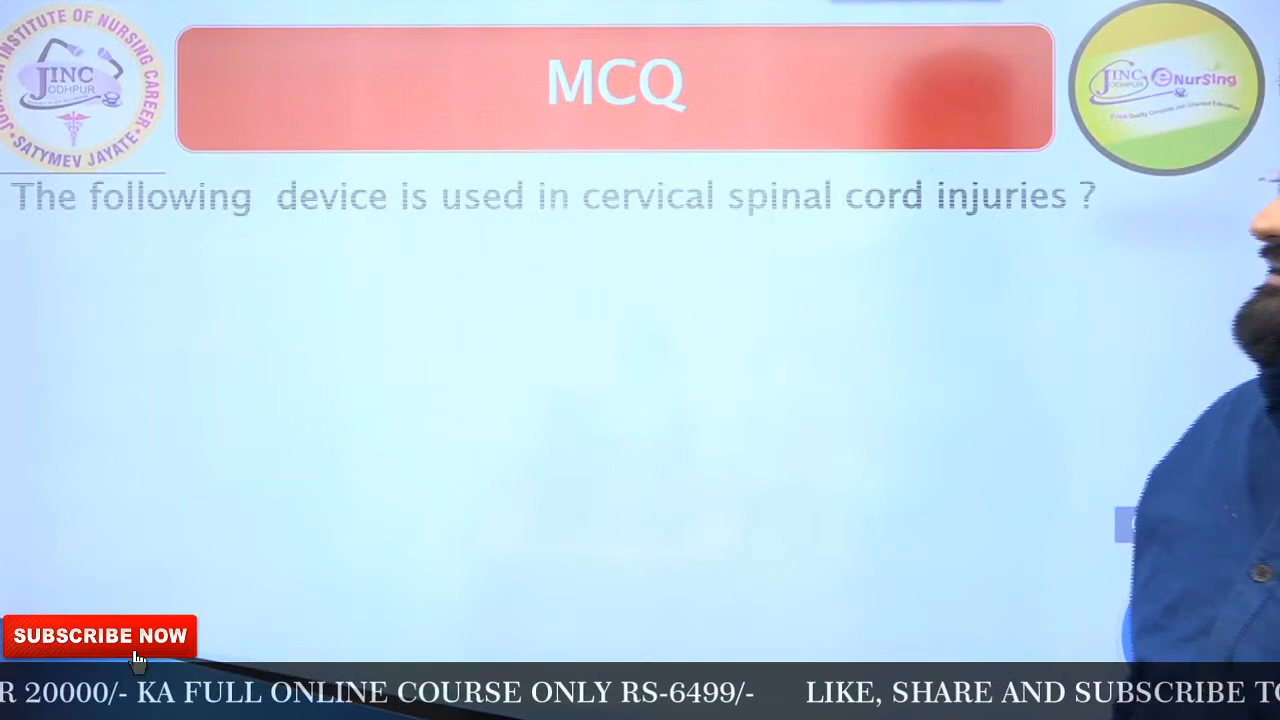 INSTITUTE OF NURSING CAREER
JINC
JODHPUR
• SATYMEV JAYATE •
MCQ
JINC
JODHPUR
eNursing
The following device is used in cervical spinal cord injuries ?
SUBSCRIBE NOW
R 20000/- KA FULL ONLINE COURSE ONLY RS-6499/- LIKE, SHARE AND SUBSCRIBE TO